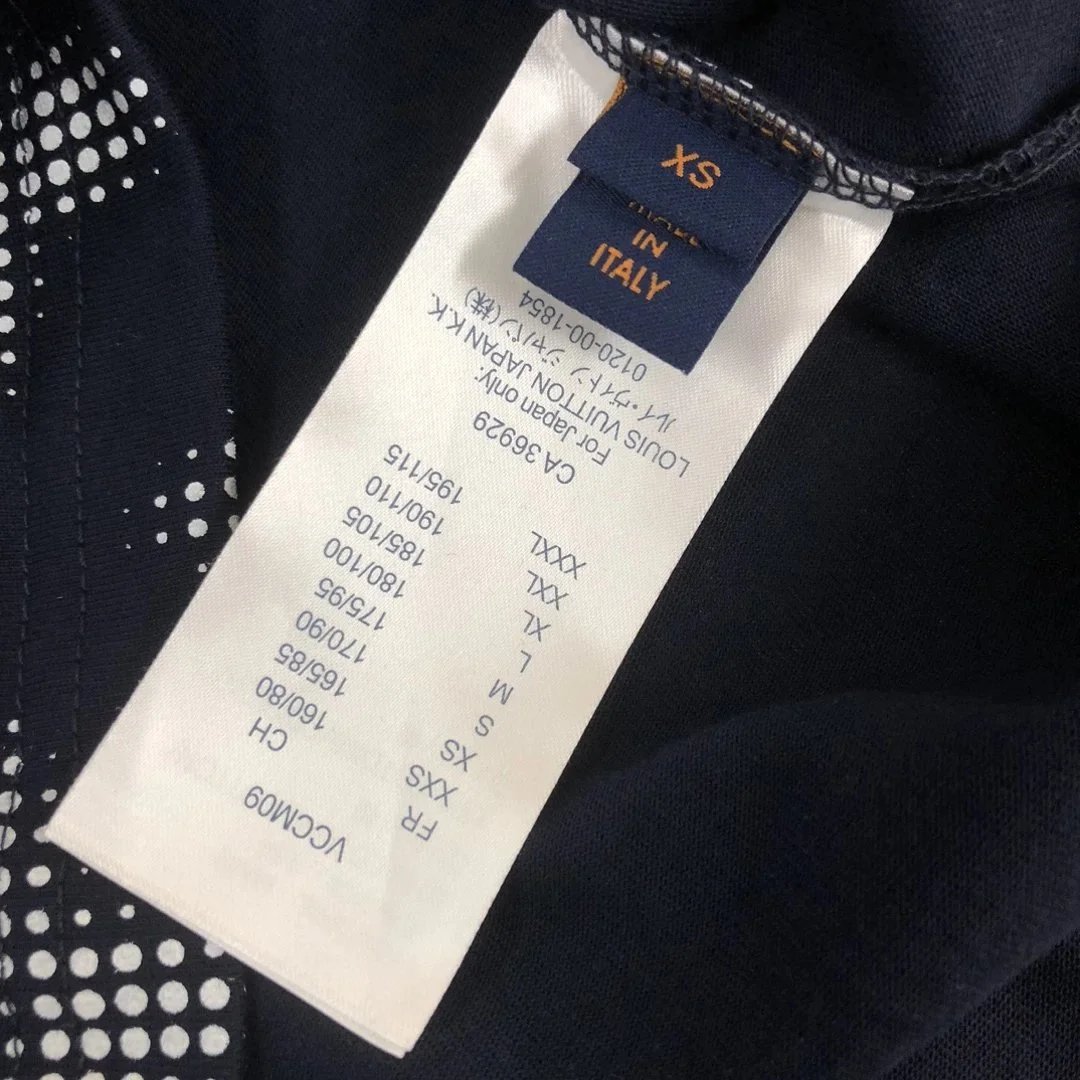 XS
MADE
IN
ITALY
VCCM09
FR CH
XXS 160/80
XS 165/85
S 170/90
M 175/95
L 180/100
XL 185/105
XXL 190/110
XXXL 195/115
CA 36929
For Japan only:
LOUIS VUITTON JAPAN K.K.
ルイ・ヴィトン ジャパン(株)
0120-00-1854